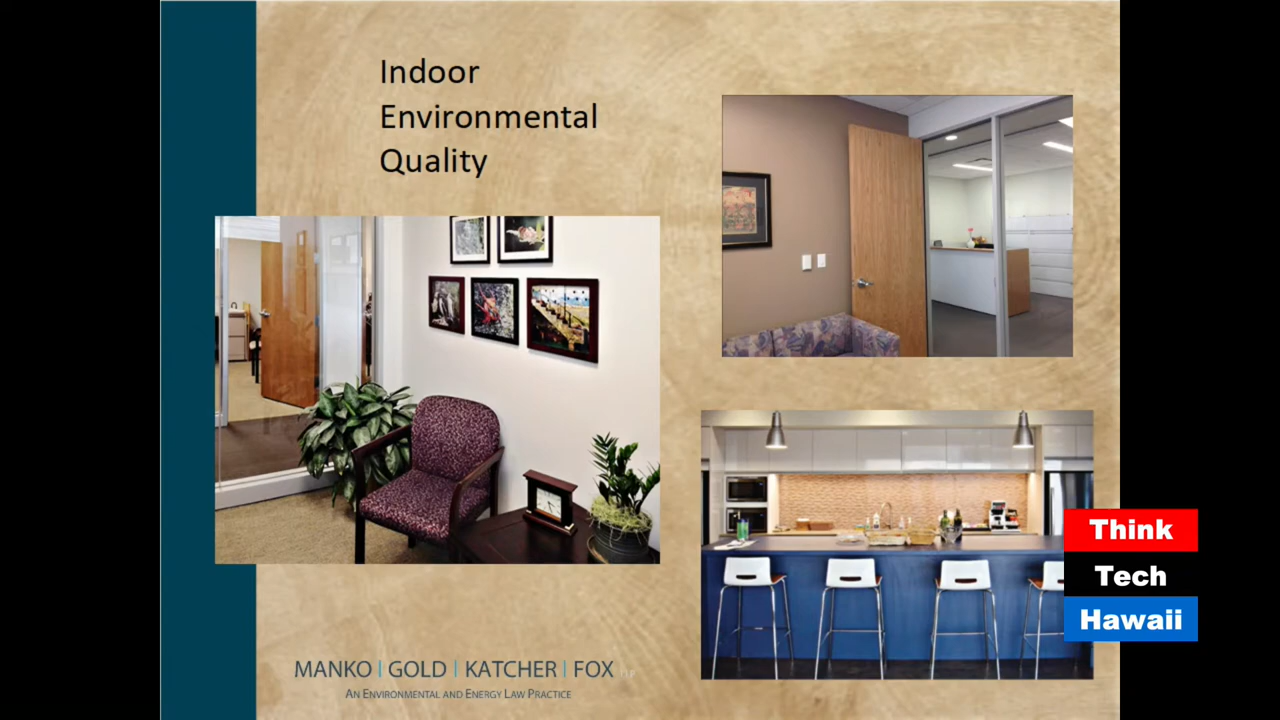 Indoor
Environmental
Quality
Think
Tech
Hawaii
MANKO | GOLD | KATCHER | FOX LLP
AN ENVIRONMENTAL AND ENERGY LAW PRACTICE